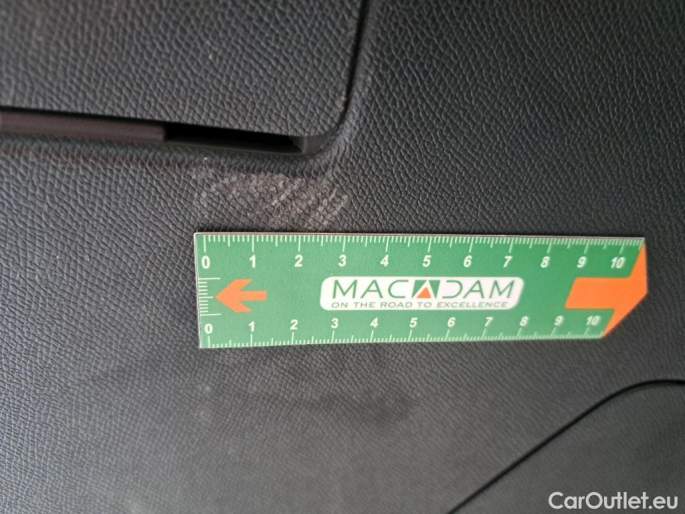 0 1 2 3 4 5 6 7 8 9 10
MACADAM
ON THE ROAD TO EXCELLENCE
0 1 2 3 4 5 6 7 8 9 10
CarOutlet.eu